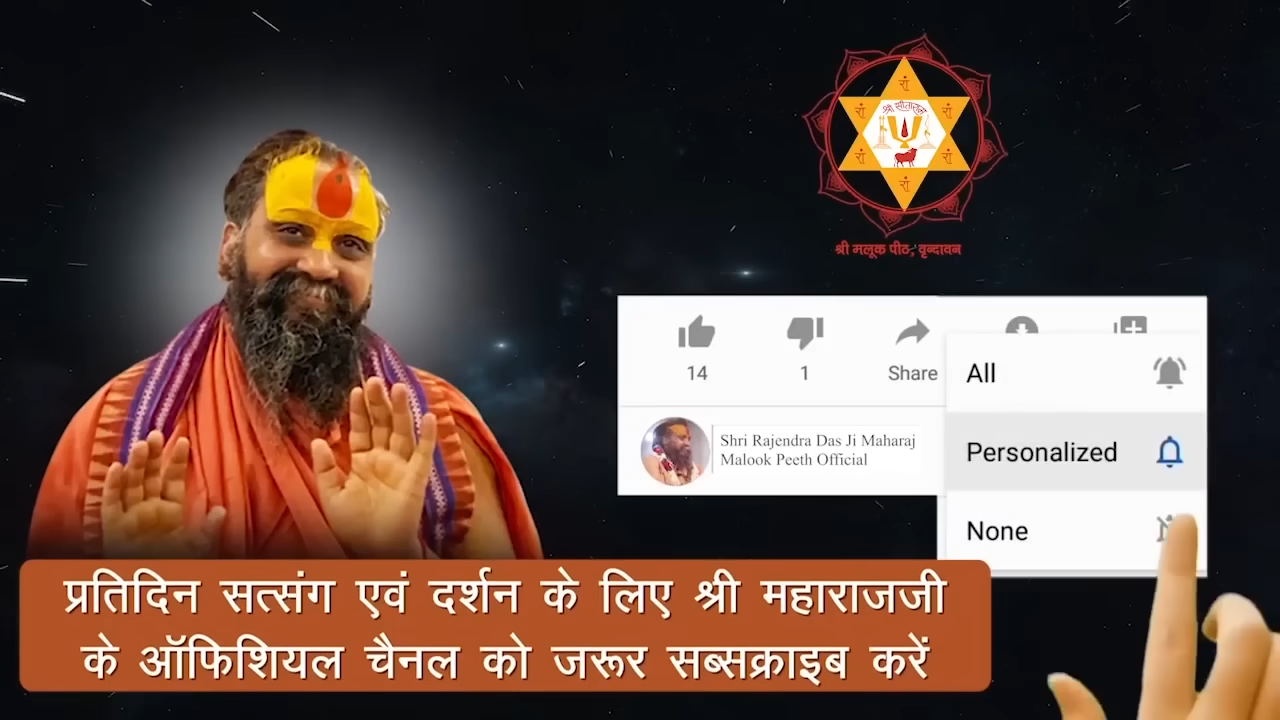 रां
रां
रां
श्री सीताराम
रां
रां
रां
श्री मलूक पीठ, वृन्दावन
14
1
Share
All
Shri Rajendra Das Ji Maharaj
Malook Peeth Official
Personalized
None
प्रतिदिन सत्संग एवं दर्शन के लिए श्री महाराजजी
के ऑफिशियल चैनल को जरूर सब्सक्राइब करें